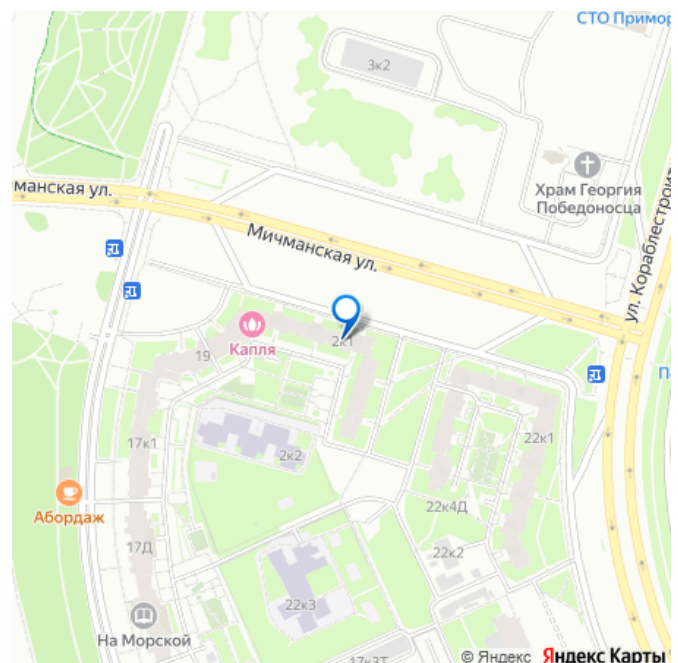 СТО Примор
3к2
Храм Георгия
Победоносца
манская ул.
Мичманская ул.
ул. Кораблестроит
2к1
Капля
19
П
22к1
17к1
2к2
Абордаж
22к4Д
17Д
22к2
22к3
На Морской
17к3Т
© Яндекс Яндекс Карты